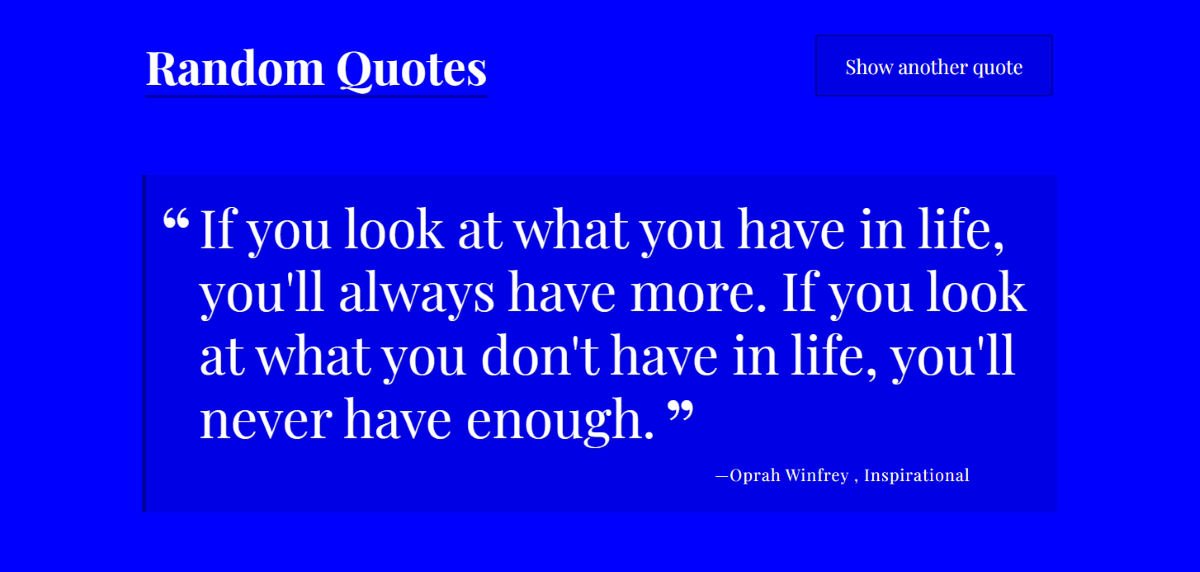 Random Quotes
Show another quote
“ If you look at what you have in life,
you'll always have more. If you look
at what you don't have in life, you'll
never have enough. ”
—Oprah Winfrey , Inspirational